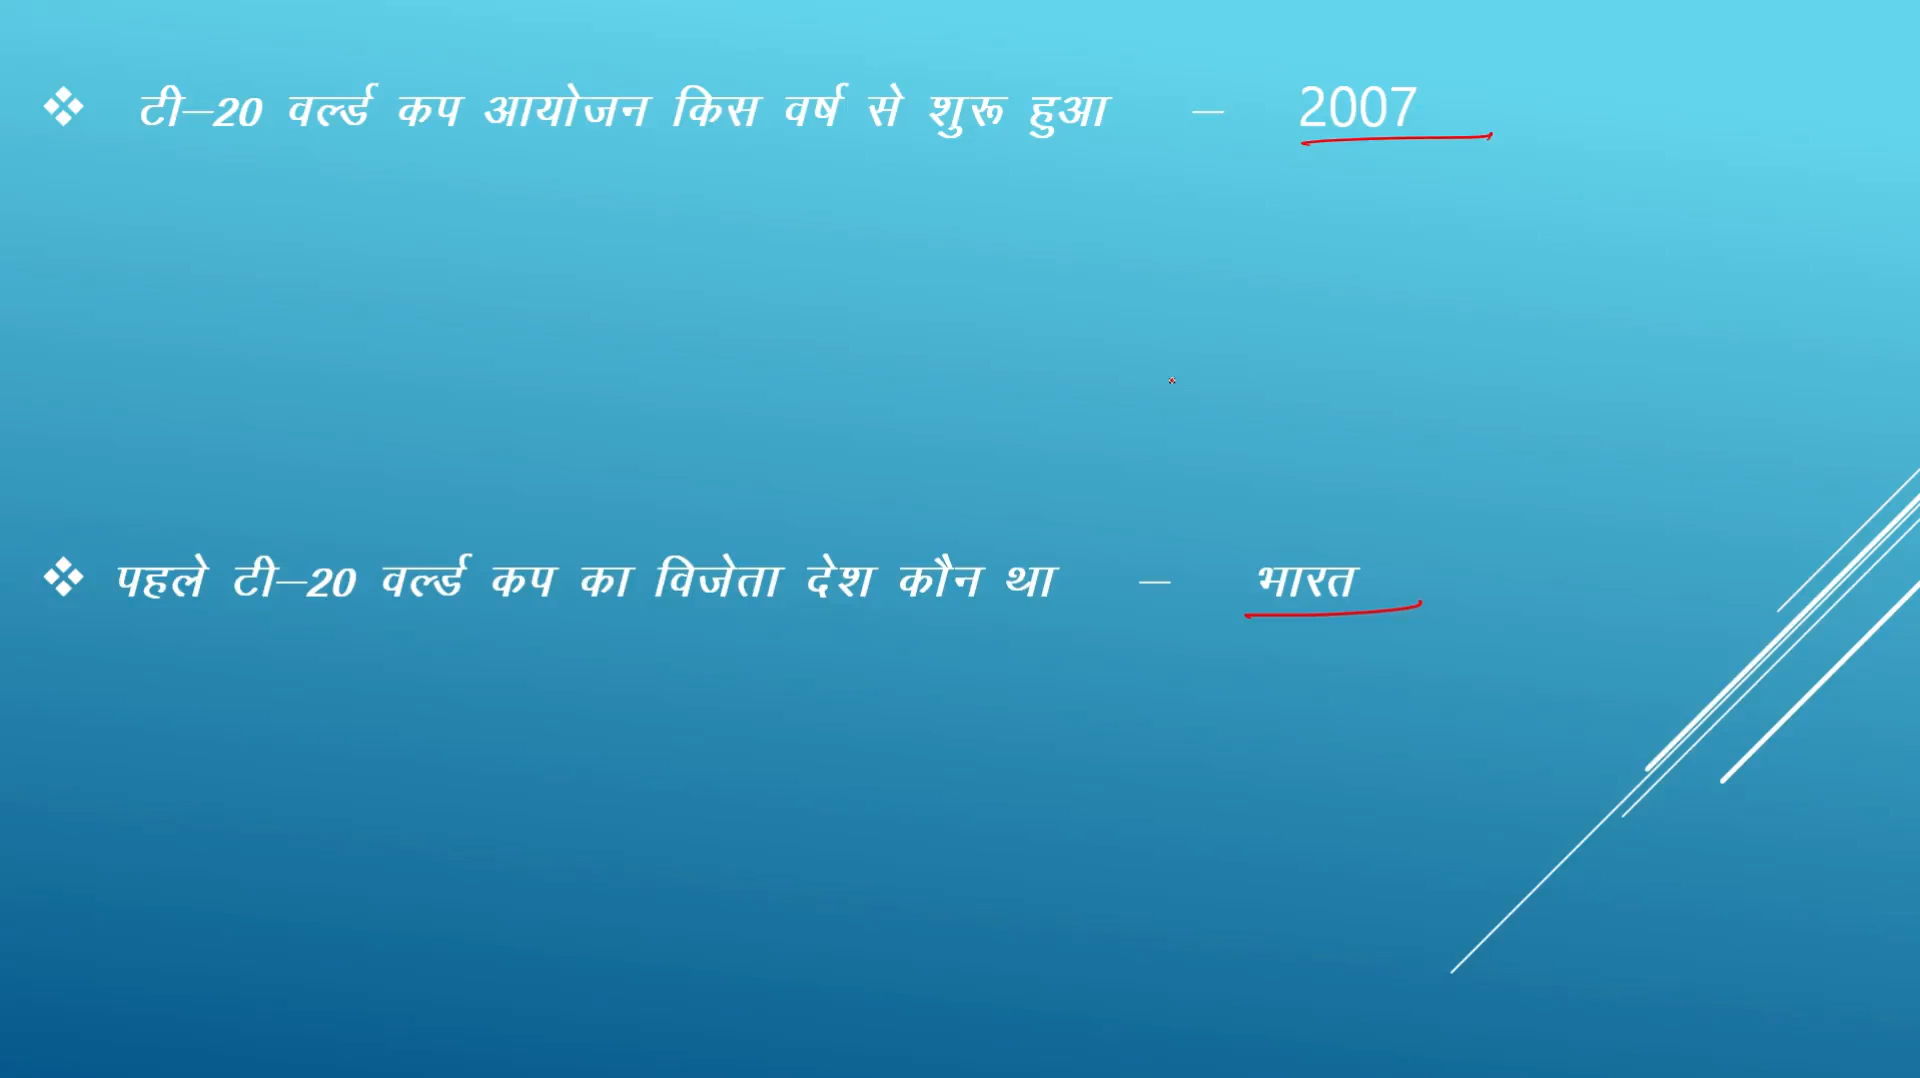 ❖ टी–20 वर्ल्ड कप आयोजन किस वर्ष से शुरू हुआ – 2007
❖ पहले टी–20 वर्ल्ड कप का विजेता देश कौन था – भारत